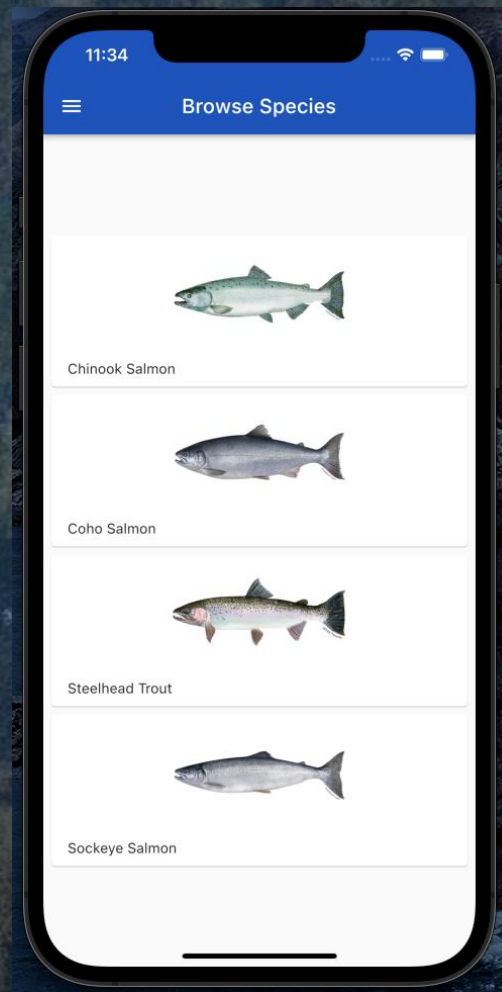 11:34
Browse Species
Chinook Salmon
Coho Salmon
Steelhead Trout
Sockeye Salmon